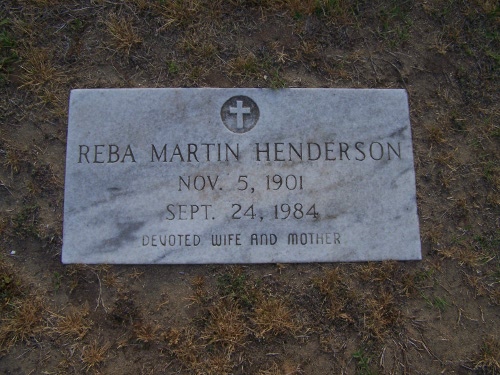 REBA MARTIN HENDERSON
NOV. 5, 1901
SEPT. 24, 1984
DEVOTED WIFE AND MOTHER